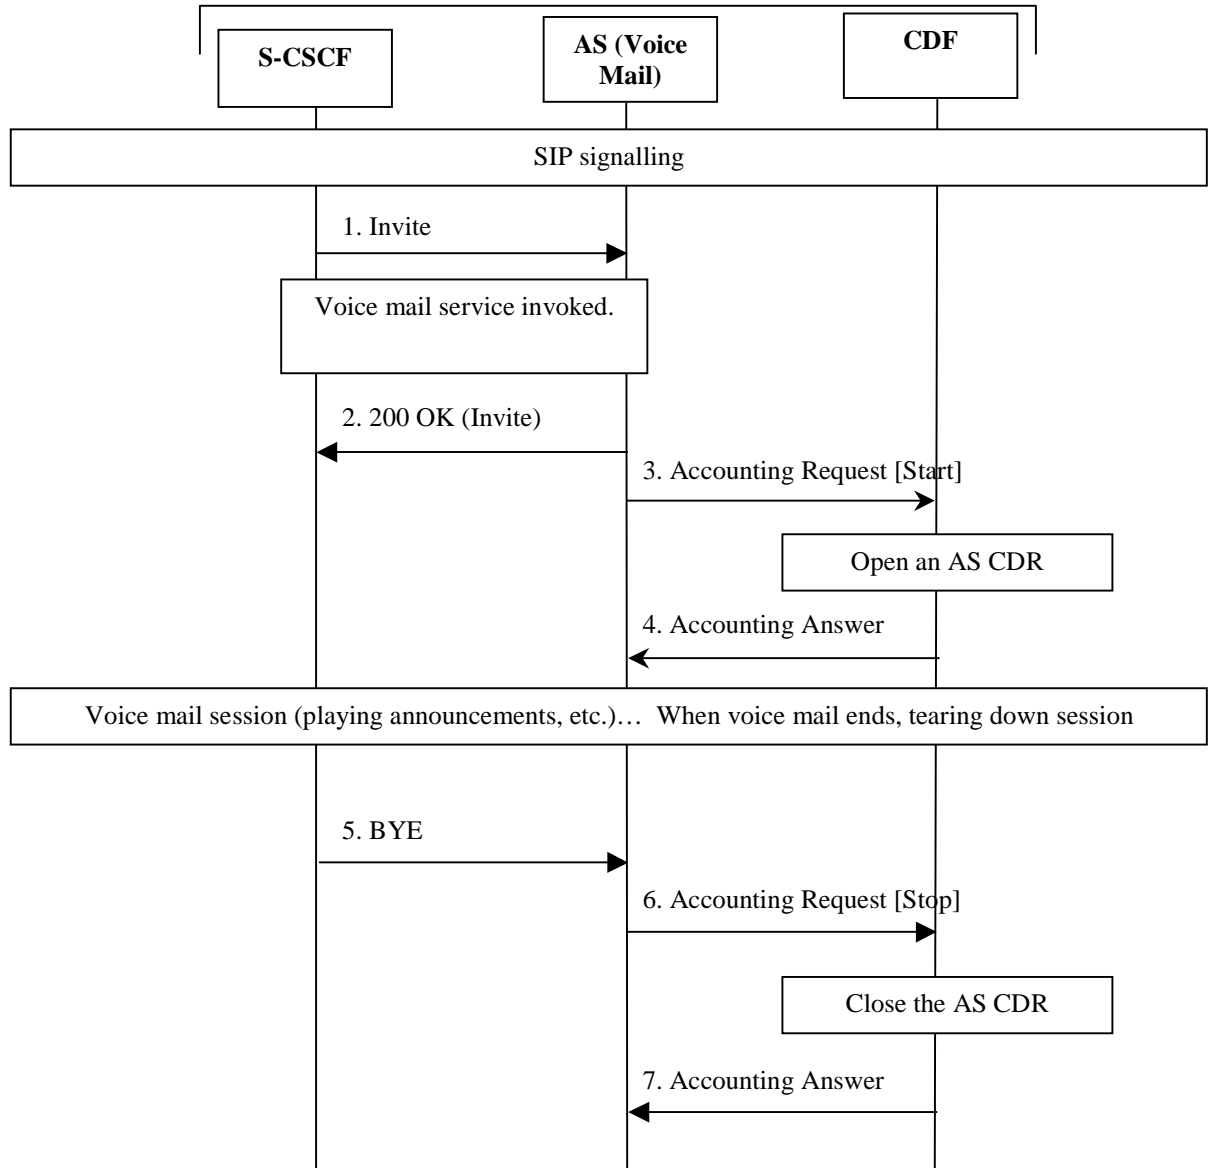 S-CSCF
AS (Voice
Mail)
CDF
SIP signalling
1. Invite
Voice mail service invoked.
2. 200 OK (Invite)
3. Accounting Request [Start]
Open an AS CDR
4. Accounting Answer
Voice mail session (playing announcements, etc.)… When voice mail ends, tearing down session
5. BYE
6. Accounting Request [Stop]
Close the AS CDR
7. Accounting Answer